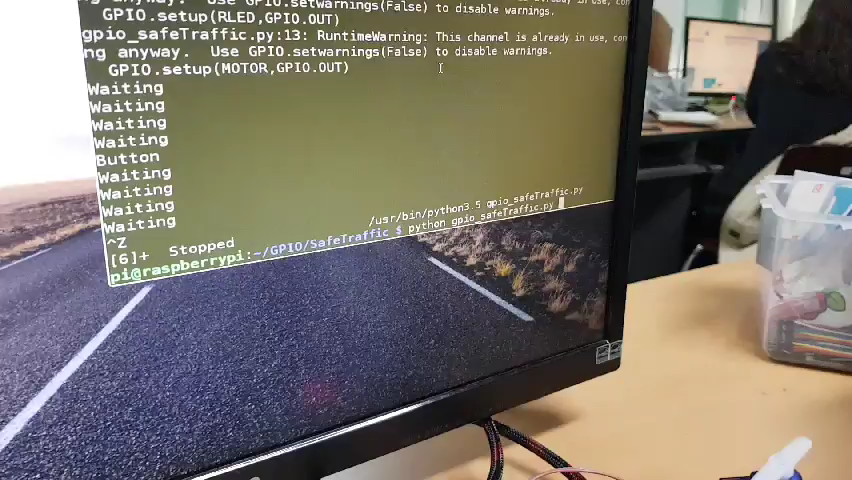 ng anyway. Use GPIO.setwarnings(False) to disable warnings.
GPIO.setup(RLED,GPIO.OUT)
gpio_safeTraffic.py:13: RuntimeWarning: This channel is already in use, con
ng anyway. Use GPIO.setwarnings(False) to disable warnings.
GPIO.setup(MOTOR,GPIO.OUT)
Waiting
Waiting
Waiting
Waiting
Button
Waiting
Waiting
Waiting
Waiting
^Z
[6]+ Stopped /usr/bin/python3.5 gpio_safeTraffic.py
pi@raspberrypi:~/GPIO/SafeTraffic $ python gpio_safeTraffic.py